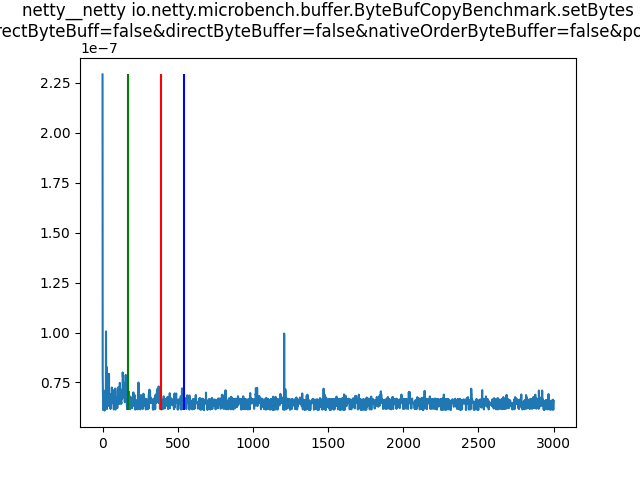 netty__netty io.netty.microbench.buffer.ByteBufCopyBenchmark.setBytes
rectByteBuff=false&directByteBuffer=false&nativeOrderByteBuffer=false&po
1e−7
2.25
2.00
1.75
1.50
1.25
1.00
0.75
0 500 1000 1500 2000 2500 3000